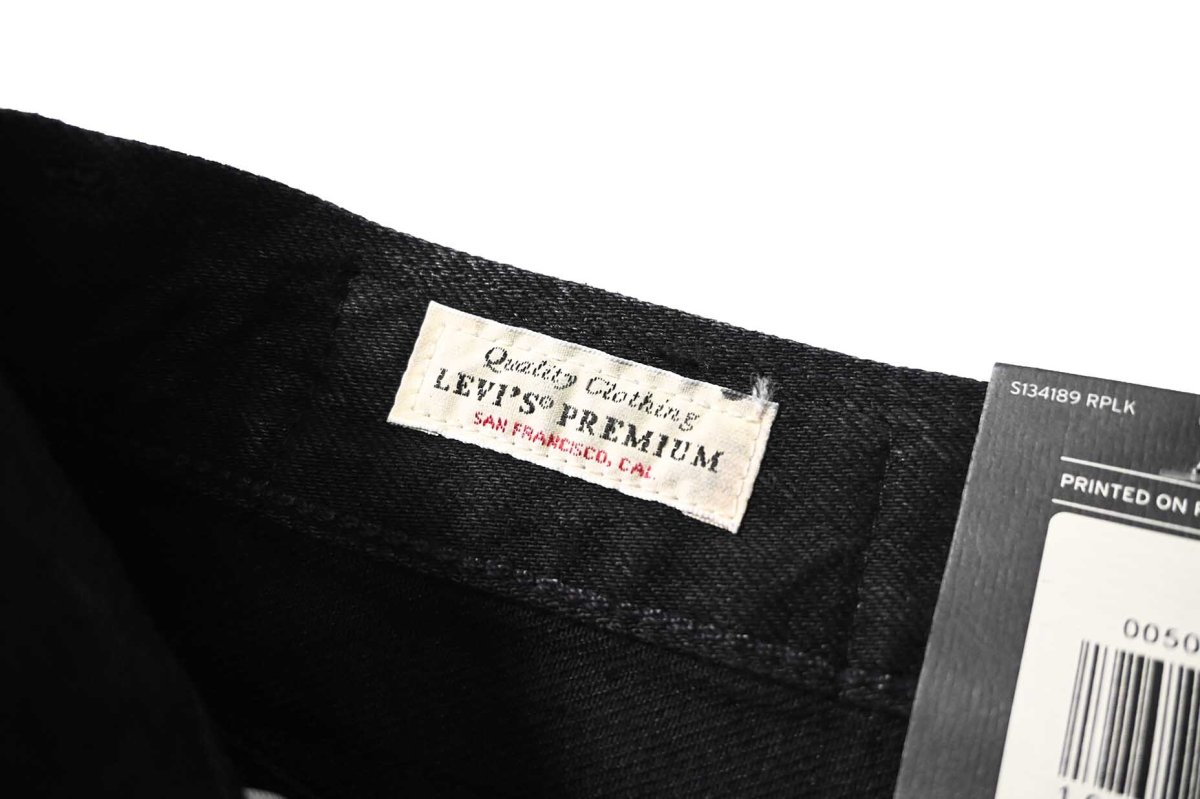 Quality Clothing
LEVI'S® PREMIUM
SAN FRANCISCO, CAL.
S134189 RPLK
PRINTED ON
0050